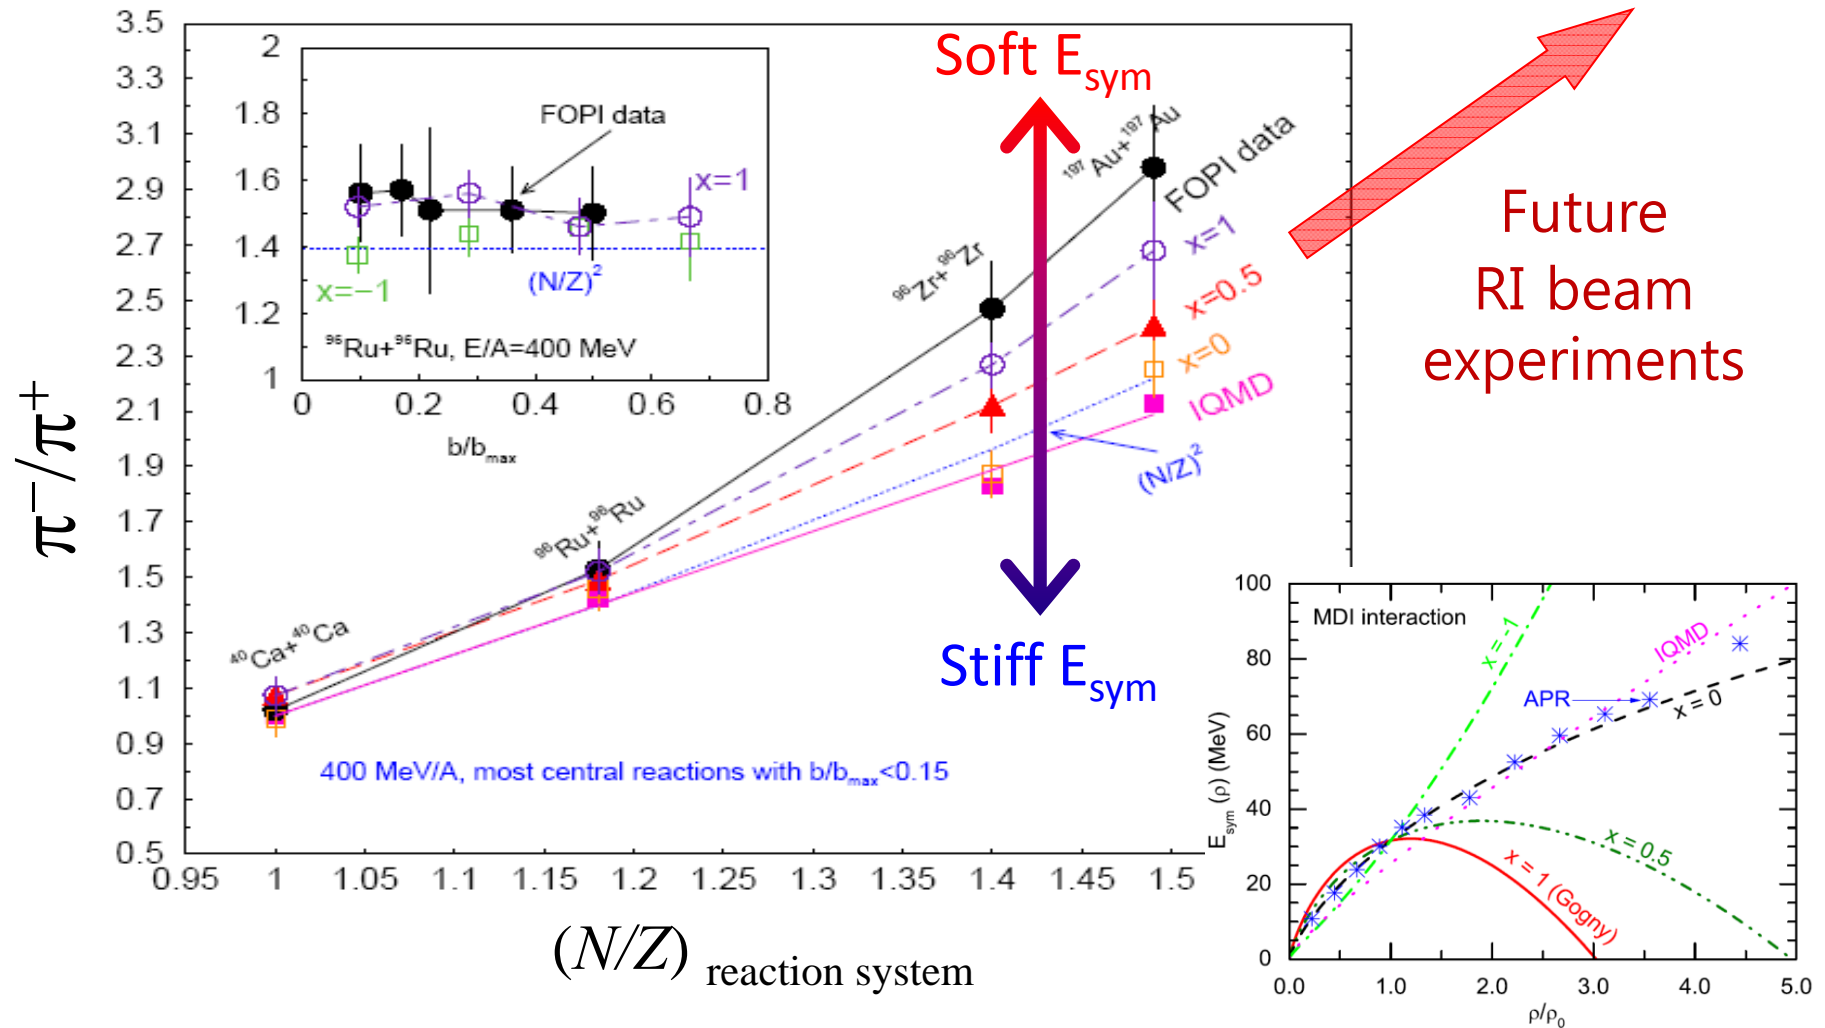 3.5
3.3
3.1
2.9
2.7
2.5
2.3
2.1
1.9
1.7
1.5
1.3
1.1
0.9
0.7
0.5
π⁻/π⁺
0.95
1
1.05
1.1
1.15
1.2
1.25
1.3
1.35
1.4
1.45
1.5
(N/Z) reaction system
2
1.8
1.6
1.4
1.2
1
0
0.2
0.4
0.6
0.8
b/b_max
FOPI data
x=1
x=−1
(N/Z)²
⁹⁶Ru+⁹⁶Ru, E/A=400 MeV
Soft E_sym
Stiff E_sym
¹⁹⁷Au+¹⁹⁷Au
FOPI data
x=1
x=0.5
x=0
IQMD
(N/Z)²
⁹⁶Zr+⁹⁶Zr
⁹⁶Ru+⁹⁶Ru
⁴⁰Ca+⁴⁰Ca
400 MeV/A, most central reactions with b/b_max<0.15
Future
RI beam
experiments
100
80
60
40
20
0
E_sym (ρ) (MeV)
MDI interaction
x = -1
IQMD
APR
x = 0
x = 0.5
x = 1 (Gogny)
0.0
1.0
2.0
3.0
4.0
5.0
ρ/ρ₀